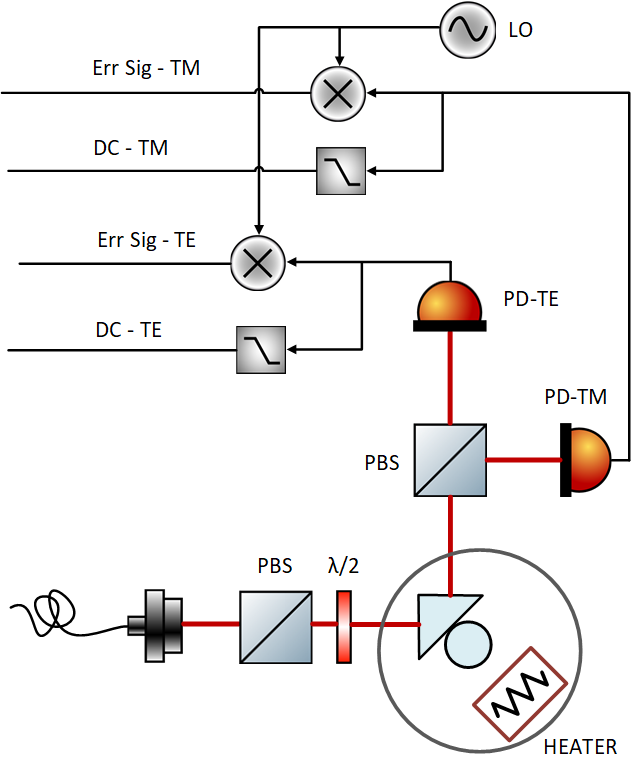 LO
Err Sig - TM
DC - TM
Err Sig - TE
DC - TE
PD-TE
PD-TM
PBS
PBS
λ/2
HEATER